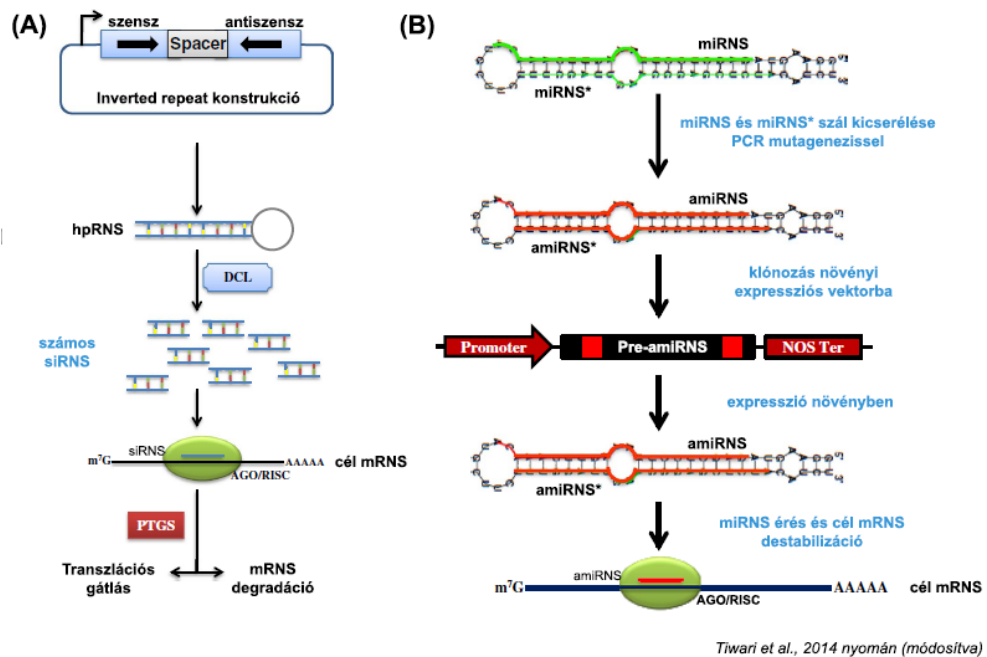 (A)
szensz
antiszensz
Spacer
Inverted repeat konstrukció
hpRNS
DCL
számos
siRNS
siRNS
m7G
AAAAA
cél mRNS
AGO/RISC
PTGS
Transzlációs
gátlás
mRNS
degradáció
(B)
miRNS
miRNS*
miRNS és miRNS* szál kicserélése
PCR mutagenezissel
amiRNS
amiRNS*
klónozás növényi
expressziós vektorba
Promoter
Pre-amiRNS
NOS Ter
expresszió növényben
amiRNS
amiRNS*
miRNS érés és cél mRNS
destabilizáció
amiRNS
m7G
AAAAA
cél mRNS
AGO/RISC
Tiwari et al., 2014 nyomán (módosítva)